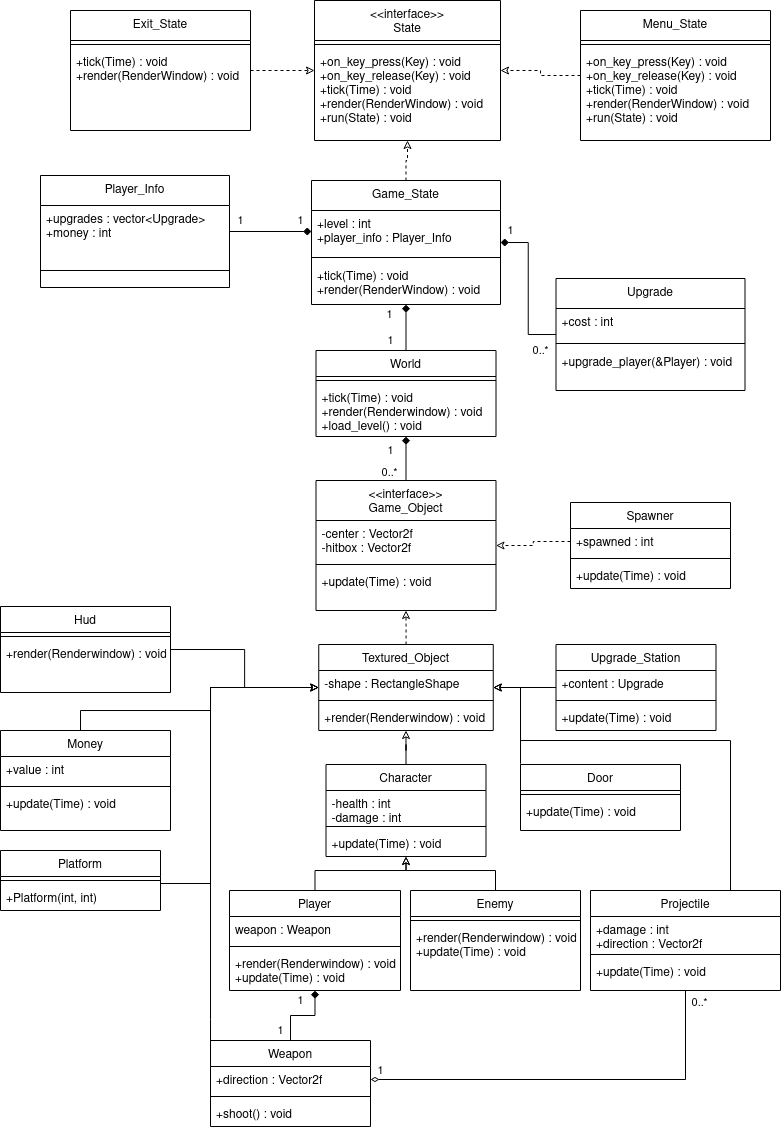 Exit_State
+tick(Time) : void
+render(RenderWindow) : void
<<interface>>
State
+on_key_press(Key) : void
+on_key_release(Key) : void
+tick(Time) : void
+render(RenderWindow) : void
+run(State) : void
Menu_State
+on_key_press(Key) : void
+on_key_release(Key) : void
+tick(Time) : void
+render(RenderWindow) : void
+run(State) : void
Player_Info
+upgrades : vector<Upgrade>
+money : int
1
1
Game_State
+level : int
+player_info : Player_Info
+tick(Time) : void
+render(RenderWindow) : void
1
0..*
Upgrade
+cost : int
+upgrade_player(&Player) : void
1
1
World
+tick(Time) : void
+render(Renderwindow) : void
+load_level() : void
1
0..*
<<interface>>
Game_Object
-center : Vector2f
-hitbox : Vector2f
+update(Time) : void
Spawner
+spawned : int
+update(Time) : void
Hud
+render(Renderwindow) : void
Textured_Object
-shape : RectangleShape
+render(Renderwindow) : void
Upgrade_Station
+content : Upgrade
+update(Time) : void
Money
+value : int
+update(Time) : void
Character
-health : int
-damage : int
+update(Time) : void
Door
+update(Time) : void
Platform
+Platform(int, int)
Player
weapon : Weapon
+render(Renderwindow) : void
+update(Time) : void
Enemy
+render(Renderwindow) : void
+update(Time) : void
Projectile
+damage : int
+direction : Vector2f
+update(Time) : void
1
0..*
1
Weapon
+direction : Vector2f
+shoot() : void
1